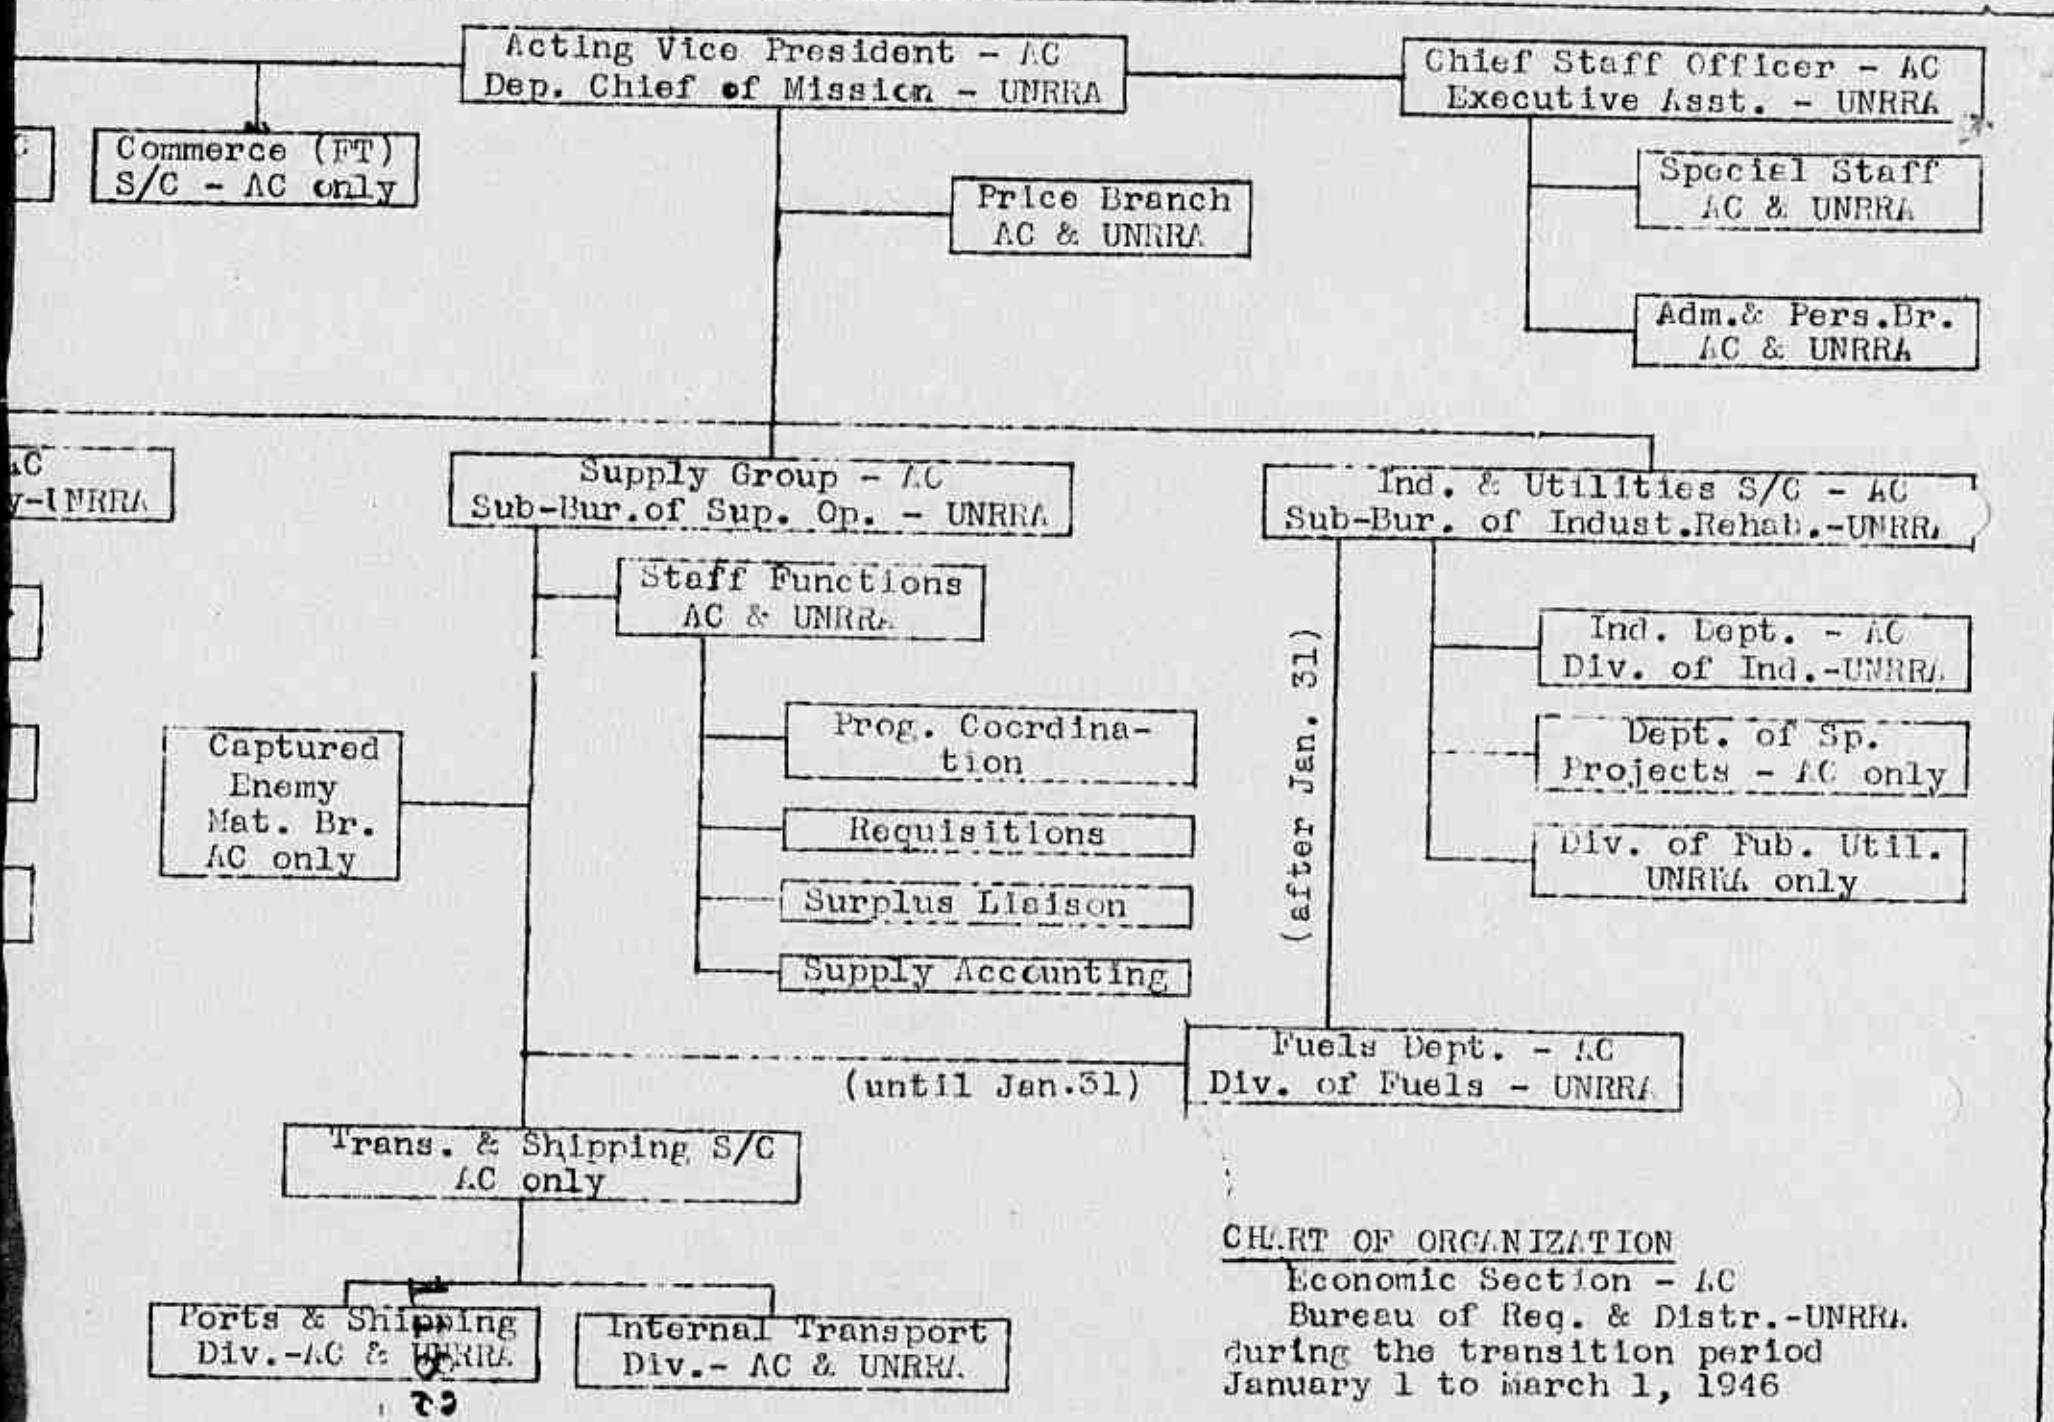 Acting Vice President - AC
Dep. Chief of Mission - UNRRA
Chief Staff Officer - AC
Executive Asst. - UNRRA
Commerce (FT)
S/C - AC only
Price Branch
AC & UNRRA
Special Staff
AC & UNRRA
Adm.& Pers.Br.
AC & UNRRA
AC
y-UNRRA
Supply Group - AC
Sub-Bur.of Sup. Op. - UNRRA
Ind. & Utilities S/C - AC
Sub-Bur. of Indust.Rehab.-UNRRA
Staff Functions
AC & UNRRA
Prog. Coordina-
tion
Requisitions
Surplus Liaison
Supply Accounting
Captured
Enemy
Mat. Br.
AC only
(after Jan. 31)
Ind. Dept. - AC
Div. of Ind.-UNRRA
Dept. of Sp.
Projects - AC only
Div. of Pub. Util.
UNRRA only
Fuels Dept. - AC
Div. of Fuels - UNRRA
(until Jan.31)
Trans. & Shipping S/C
AC only
Ports & Shipping
Div.-AC & UNRRA
Internal Transport
Div.- AC & UNRRA
CHART OF ORGANIZATION
Economic Section - AC
Bureau of Req. & Distr.-UNRRA
during the transition period
January 1 to March 1, 1946